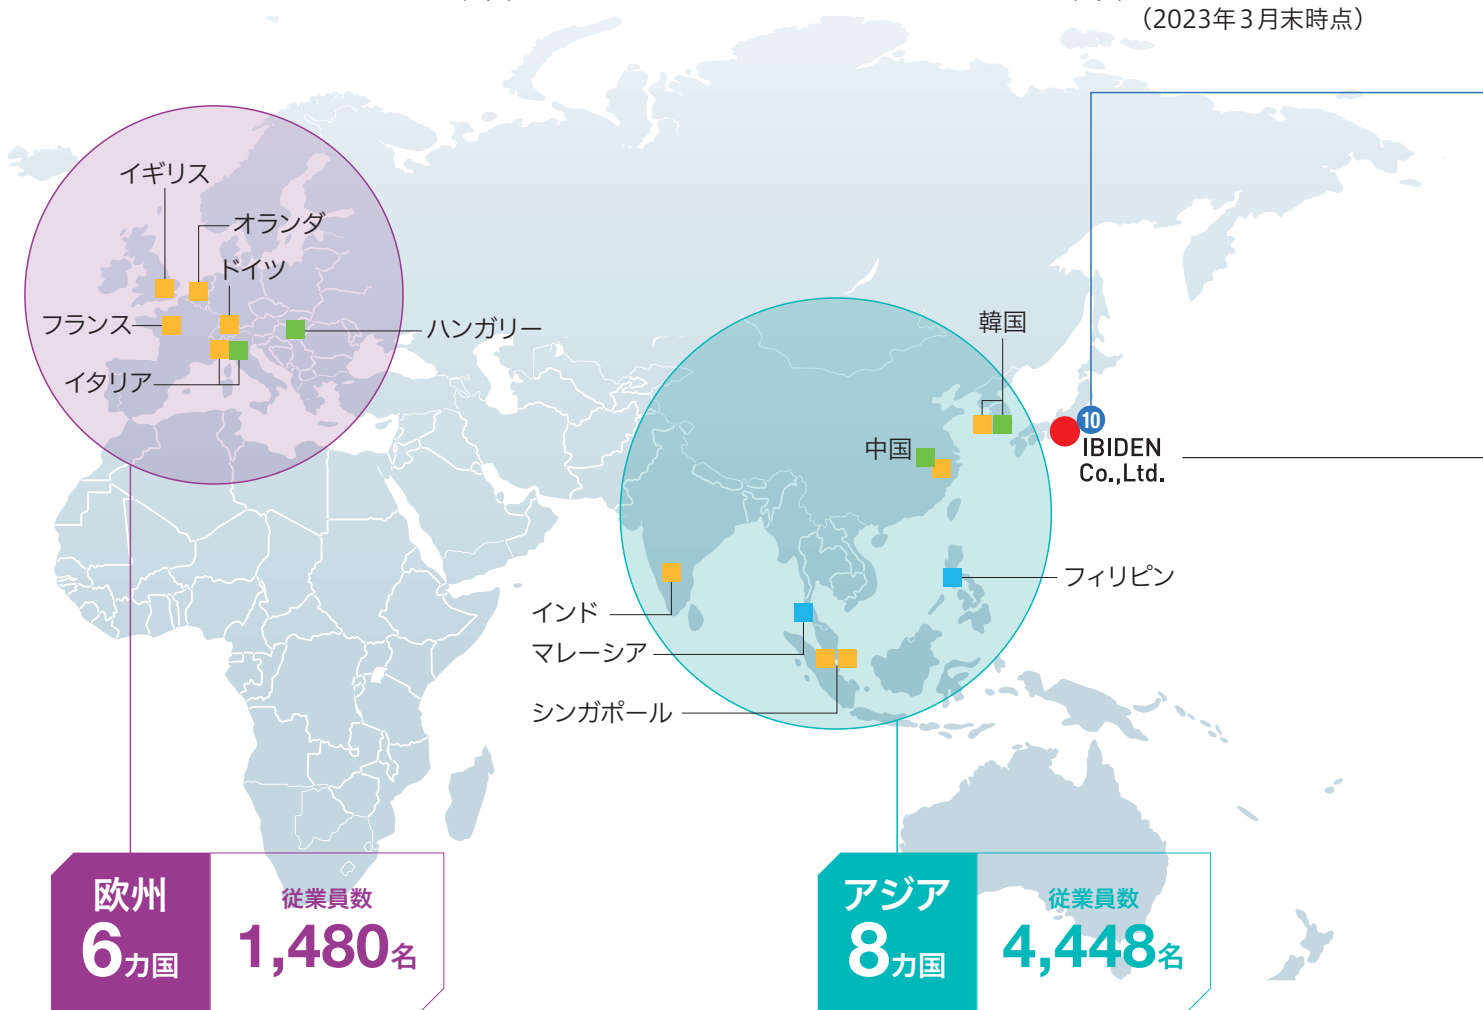 （2023年３月末時点）
イギリス
オランダ
ドイツ
フランス
ハンガリー
イタリア
韓国
10
中国
IBIDEN
Co.,Ltd.
フィリピン
インド
マレーシア
シンガポール
欧州
6カ国
従業員数
1,480名
アジア
8カ国
従業員数
4,448名